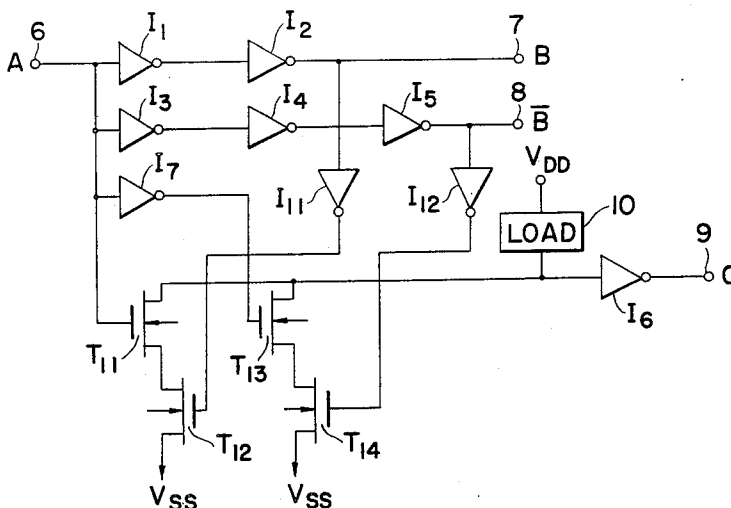 6
I1
I2
7
A
B
I3
I4
I5
8
B̅
I7
VDD
I11
I12
10
9
LOAD
C
I6
T11
T13
T12
T14
VSS
VSS